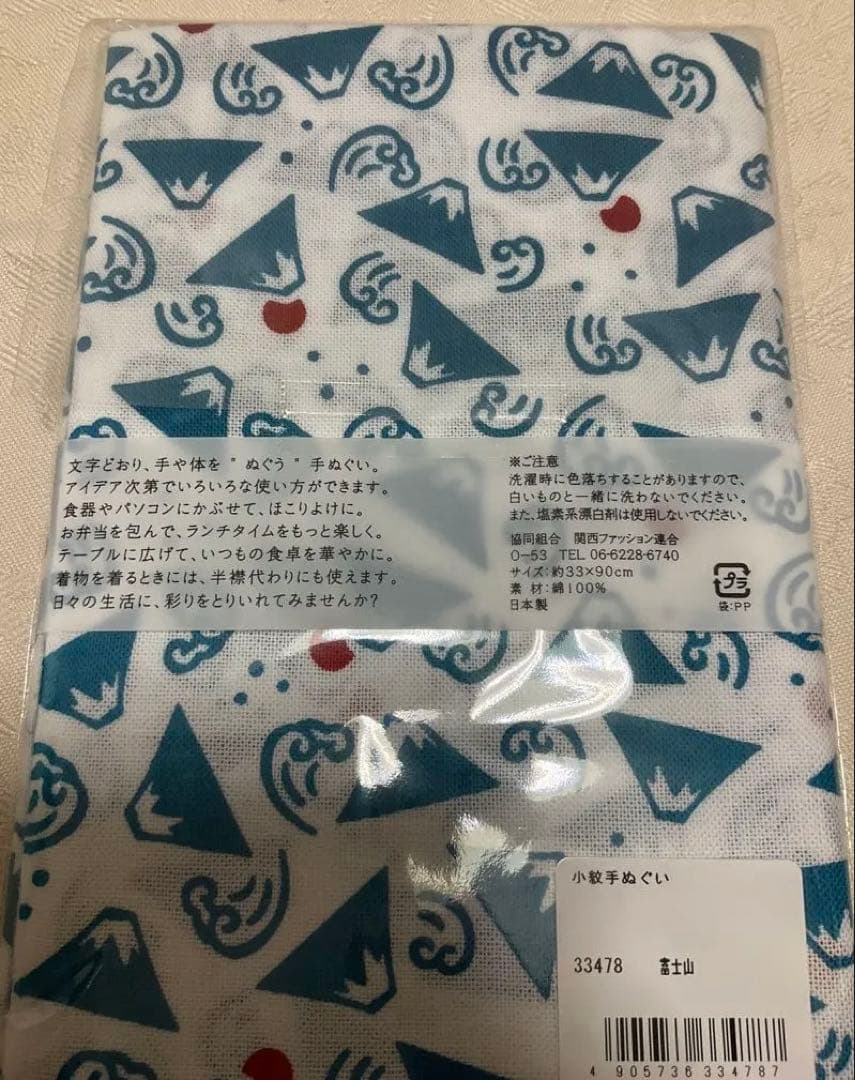 文字どおり、手や体を " ぬぐう " 手ぬぐい。
アイデア次第でいろいろな使い方ができます。
食器やパソコンにかぶせて、ほこりよけに。
お弁当を包んで、ランチタイムをもっと楽しく。
テーブルに広げて、いつもの食卓を華やかに。
着物を着るときには、半襟代わりにも使えます。
日々の生活に、彩りをとりいれてみませんか?
※ご注意
洗濯時に色落ちすることがありますので、
白いものと一緒に洗わないでください。
また、塩素系漂白剤は使用しないでください。
協同組合 関西ファッション連合
O-53 TEL 06-6228-6740
サイズ:約33×90cm
素 材:綿100%
日本製
プラ
袋:PP
小紋手ぬぐい
33478 富士山
4 905736 334787